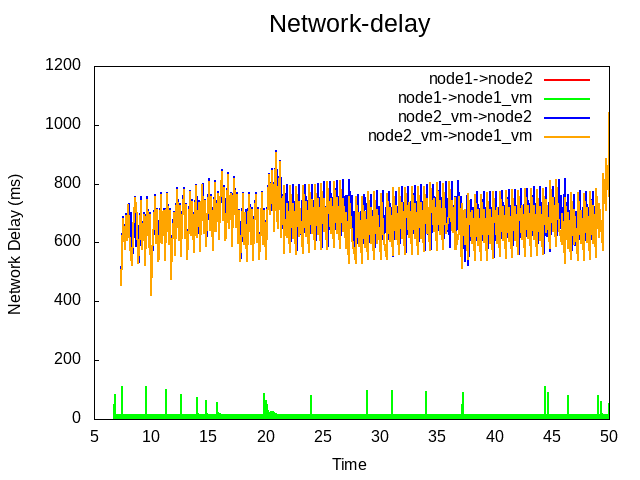 Network-delay
1200
1000
800
600
400
200
0
Network Delay (ms)
node1->node2
node1->node1_vm
node2_vm->node2
node2_vm->node1_vm
5 10 15 20 25 30 35 40 45 50
Time